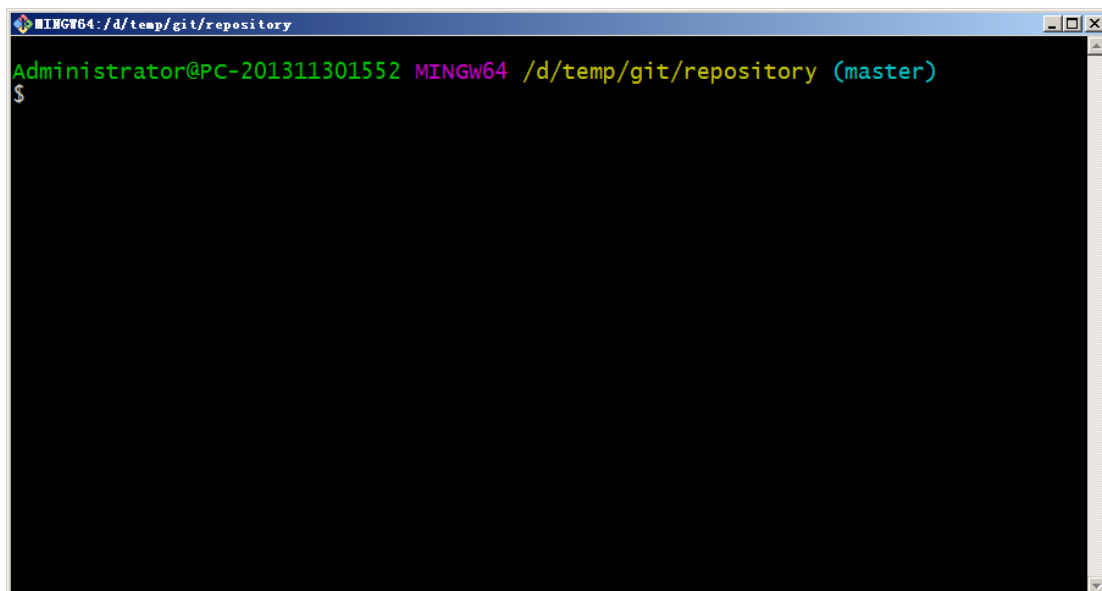 MINGW64:/d/temp/git/repository
Administrator@PC-201311301552 MINGW64 /d/temp/git/repository (master)
$